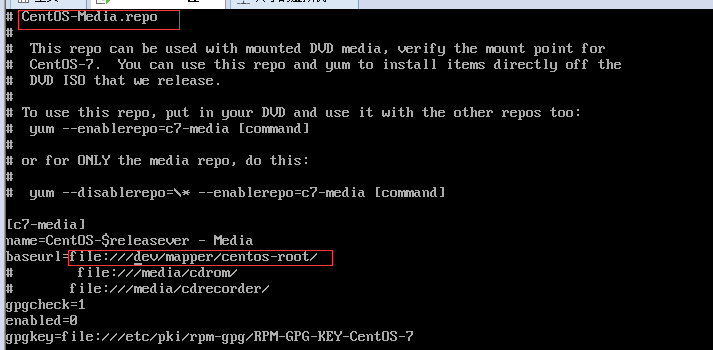 # CentOS-Media.repo
#
#  This repo can be used with mounted DVD media, verify the mount point for
#  CentOS-7.  You can use this repo and yum to install items directly off the
#  DVD ISO that we release.
#
# To use this repo, put in your DVD and use it with the other repos too:
#  yum --enablerepo=c7-media [command]
#
# or for ONLY the media repo, do this:
#
#  yum --disablerepo=\* --enablerepo=c7-media [command]
[c7-media]
name=CentOS-$releasever - Media
baseurl=file:///dev/mapper/centos-root/
#       file:///media/cdrom/
#       file:///media/cdrecorder/
gpgcheck=1
enabled=0
gpgkey=file:///etc/pki/rpm-gpg/RPM-GPG-KEY-CentOS-7